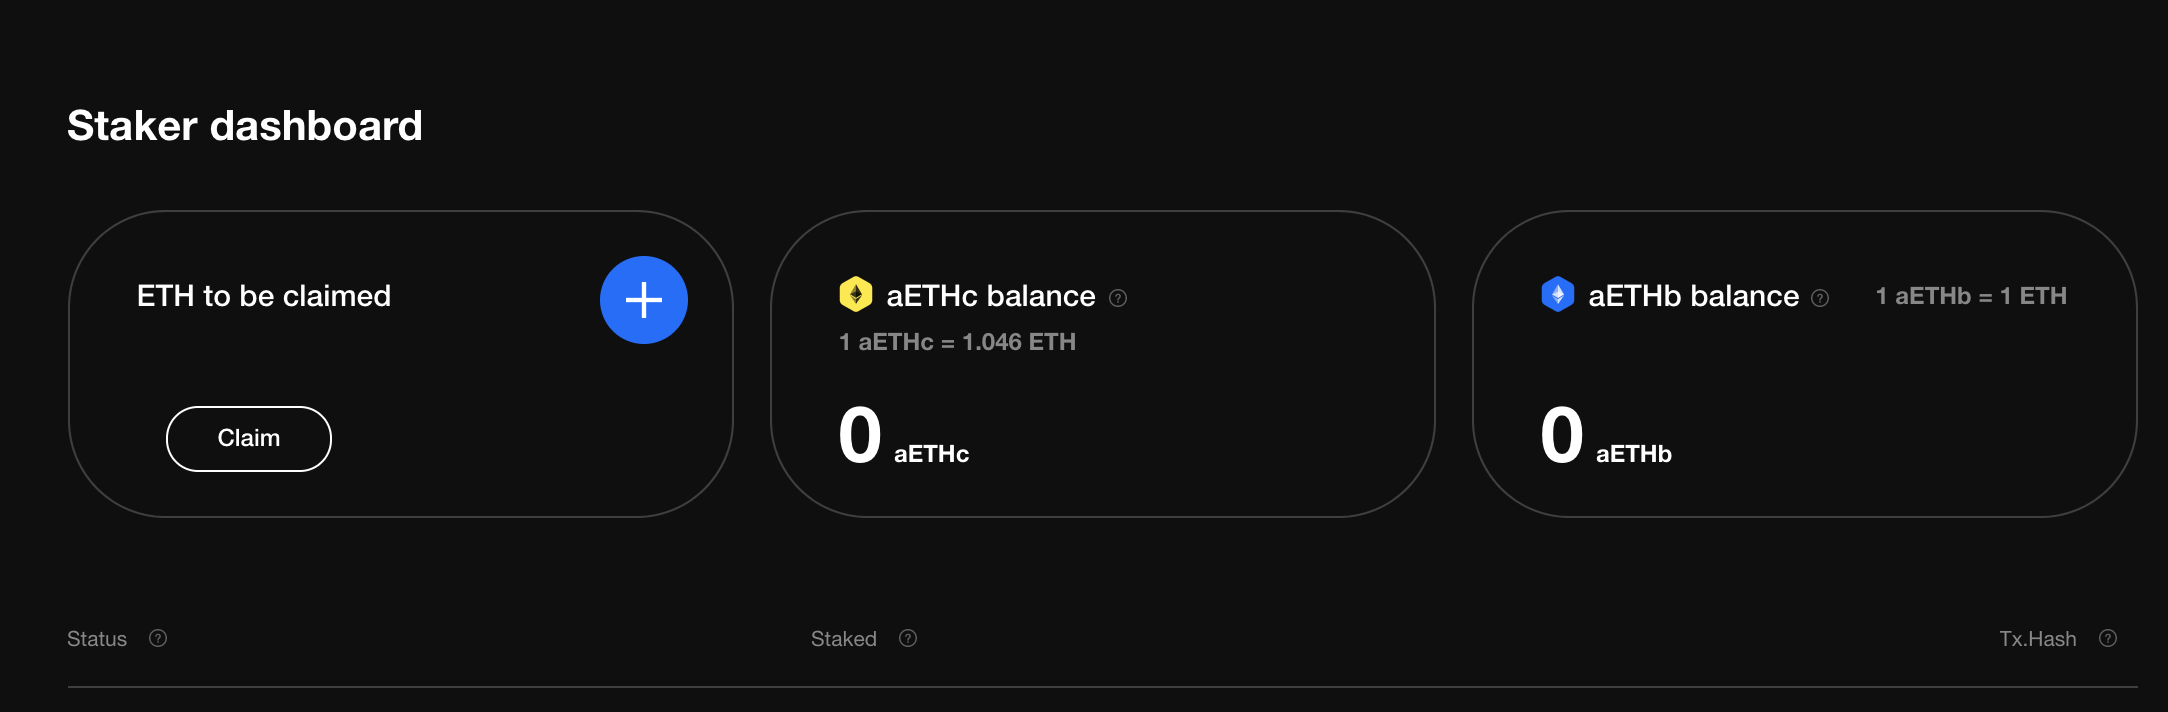 Staker dashboard
ETH to be claimed
Claim
aETHc balance
1 aETHc = 1.046 ETH
0 aETHc
aETHb balance
1 aETHb = 1 ETH
0 aETHb
Status
Staked
Tx.Hash